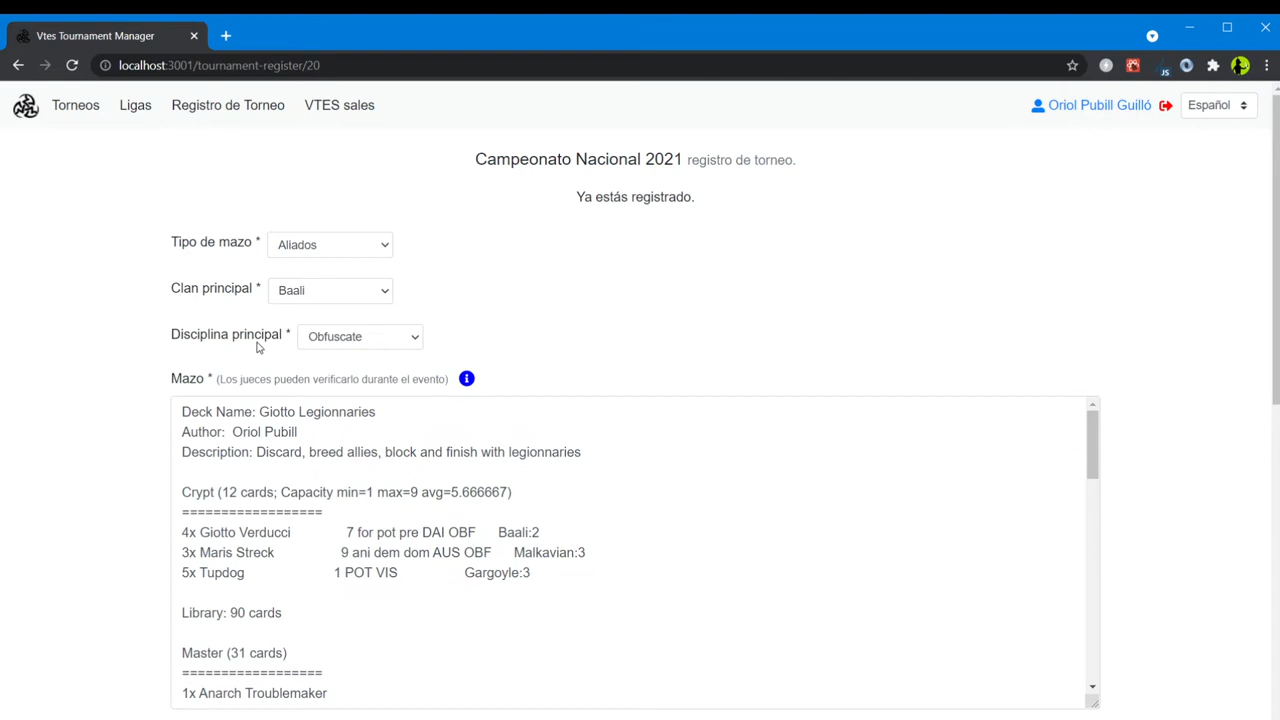 Vtes Tournament Manager
localhost:3001/tournament-register/20
JS
Torneos Ligas Registro de Torneo VTES sales Oriol Pubill Guilló Español
Campeonato Nacional 2021 registro de torneo.
Ya estás registrado.
Tipo de mazo * Aliados
Clan principal * Baali
Disciplina principal * Obfuscate
Mazo * (Los jueces pueden verificarlo durante el evento)
Deck Name: Giotto Legionnaries
Author: Oriol Pubill
Description: Discard, breed allies, block and finish with legionnaries
Crypt (12 cards; Capacity min=1 max=9 avg=5.666667)
==================
4x Giotto Verducci 7 for pot pre DAI OBF Baali:2
3x Maris Streck 9 ani dem dom AUS OBF Malkavian:3
5x Tupdog 1 POT VIS Gargoyle:3
Library: 90 cards
Master (31 cards)
==================
1x Anarch Troublemaker